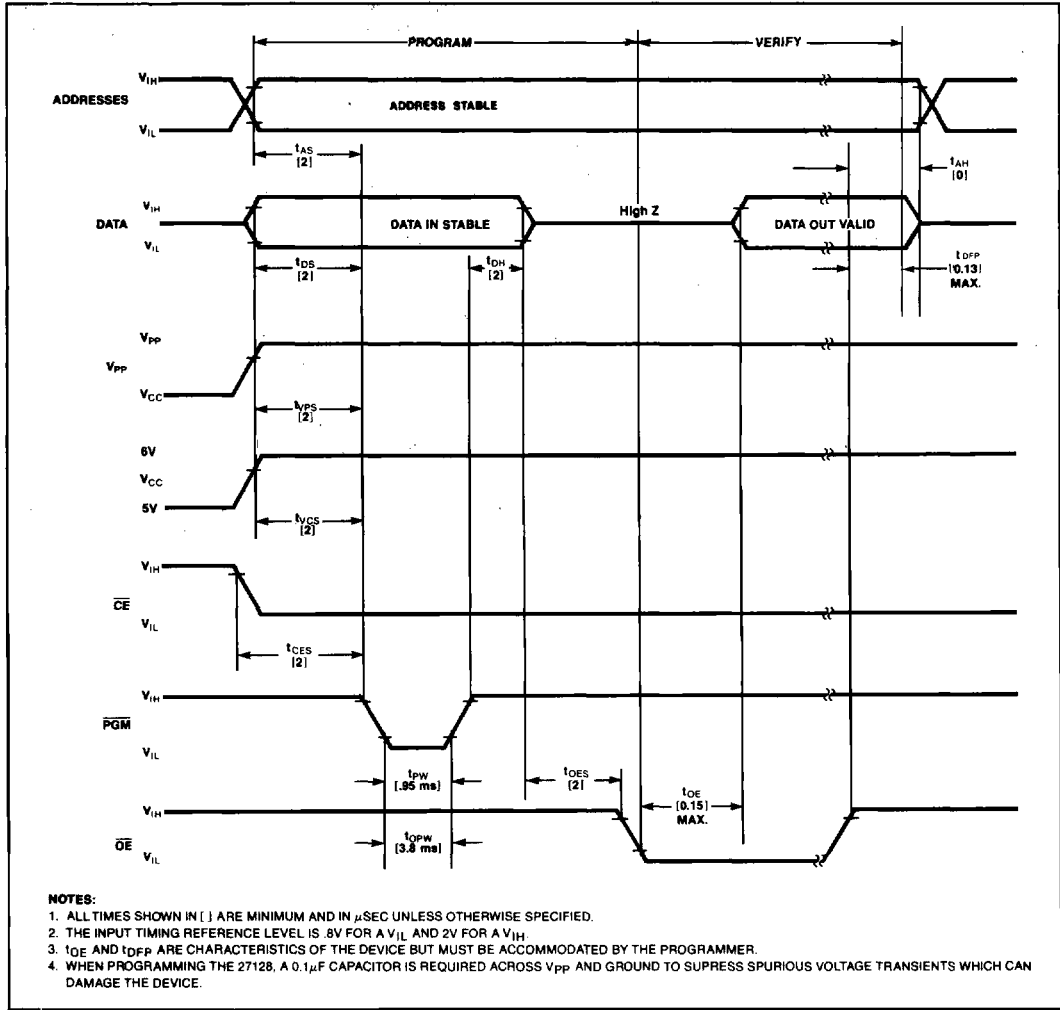 PROGRAM
VERIFY
VIH
ADDRESSES
ADDRESS STABLE
VIL
tAS
[2]
tAH
[0]
VIH
DATA
DATA IN STABLE
High Z
DATA OUT VALID
VIL
tDS
[2]
tDH
[2]
tDFP
[0.13]
MAX.
VPP
VPP
VCC
tVPS
[2]
6V
VCC
5V
tVCS
[2]
VIH
CE
VIL
tCES
[2]
VIH
PGM
VIL
tPW
[.95 ms]
tOES
[2]
tOE
[0.15]
MAX.
VIH
tOPW
[3.8 ms]
OE
VIL
NOTES:
1. ALL TIMES SHOWN IN [ ] ARE MINIMUM AND IN μSEC UNLESS OTHERWISE SPECIFIED.
2. THE INPUT TIMING REFERENCE LEVEL IS .8V FOR A VIL AND 2V FOR A VIH.
3. tOE AND tDFP ARE CHARACTERISTICS OF THE DEVICE BUT MUST BE ACCOMMODATED BY THE PROGRAMMER.
4. WHEN PROGRAMMING THE 27128, A 0.1μF CAPACITOR IS REQUIRED ACROSS VPP AND GROUND TO SUPRESS SPURIOUS VOLTAGE TRANSIENTS WHICH CAN
DAMAGE THE DEVICE.